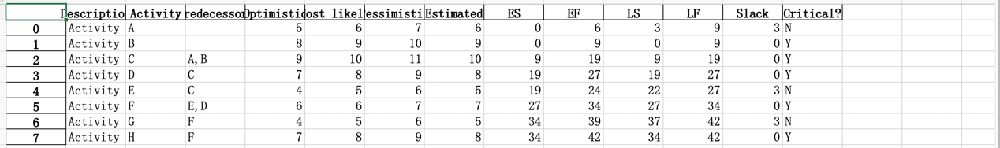 Descriptio Activity redecessor Optimistic ost likel essimisti Estimated ES EF LS LF Slack Critical?
0 Activity A 5 6 7 6 0 6 3 9 3 N
1 Activity B 8 9 10 9 0 9 0 9 0 Y
2 Activity C A,B 9 10 11 10 9 19 9 19 0 Y
3 Activity D C 7 8 9 8 19 27 19 27 0 Y
4 Activity E C 4 5 6 5 19 24 22 27 3 N
5 Activity F E,D 6 6 7 7 27 34 27 34 0 Y
6 Activity G F 4 5 6 5 34 39 37 42 3 N
7 Activity H F 7 8 9 8 34 42 34 42 0 Y